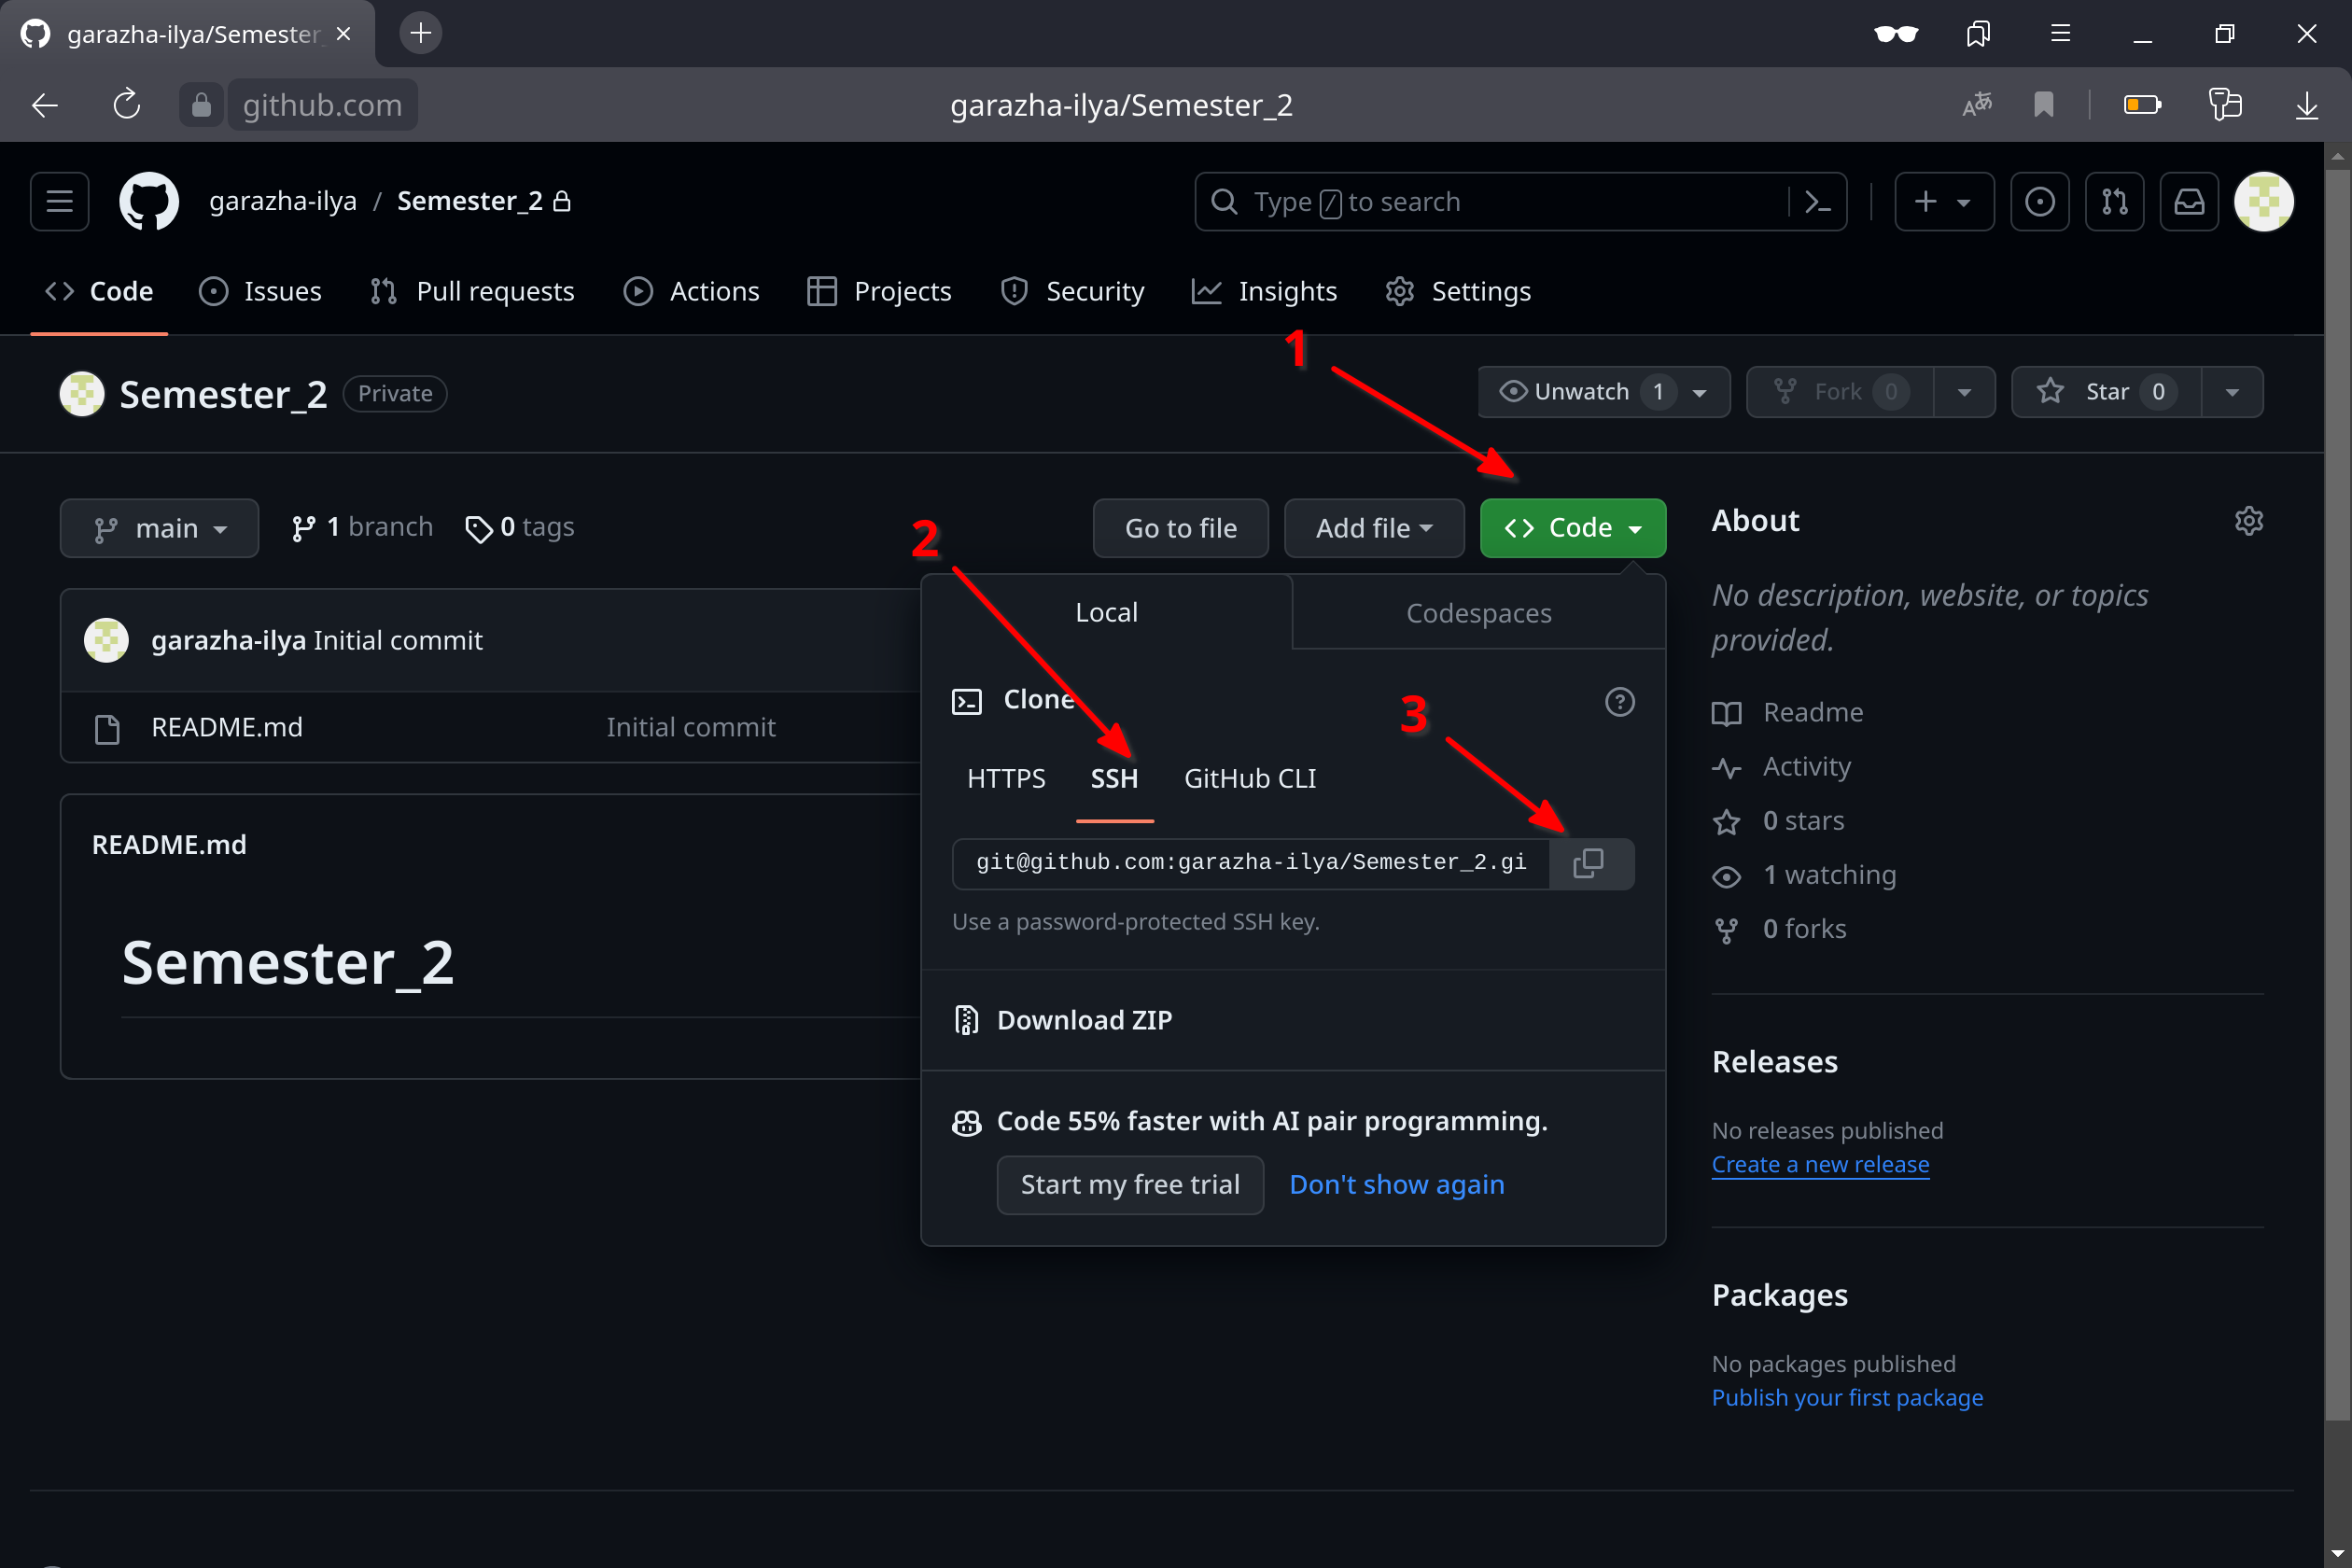 garazha-ilya/Semester_
github.com
garazha-ilya/Semester_2
garazha-ilya / Semester_2
Type / to search
Code
Issues
Pull requests
Actions
Projects
Security
Insights
Settings
1
Semester_2
Private
Unwatch 1
Fork 0
Star 0
main
1 branch
0 tags
Go to file
Add file
Code
2
Local
Codespaces
garazha-ilya Initial commit
README.md
Initial commit
Clone
3
HTTPS
SSH
GitHub CLI
git@github.com:garazha-ilya/Semester_2.gi
Use a password-protected SSH key.
Download ZIP
Code 55% faster with AI pair programming.
Start my free trial
Don't show again
README.md
Semester_2
About
No description, website, or topics
provided.
Readme
Activity
0 stars
1 watching
0 forks
Releases
No releases published
Create a new release
Packages
No packages published
Publish your first package